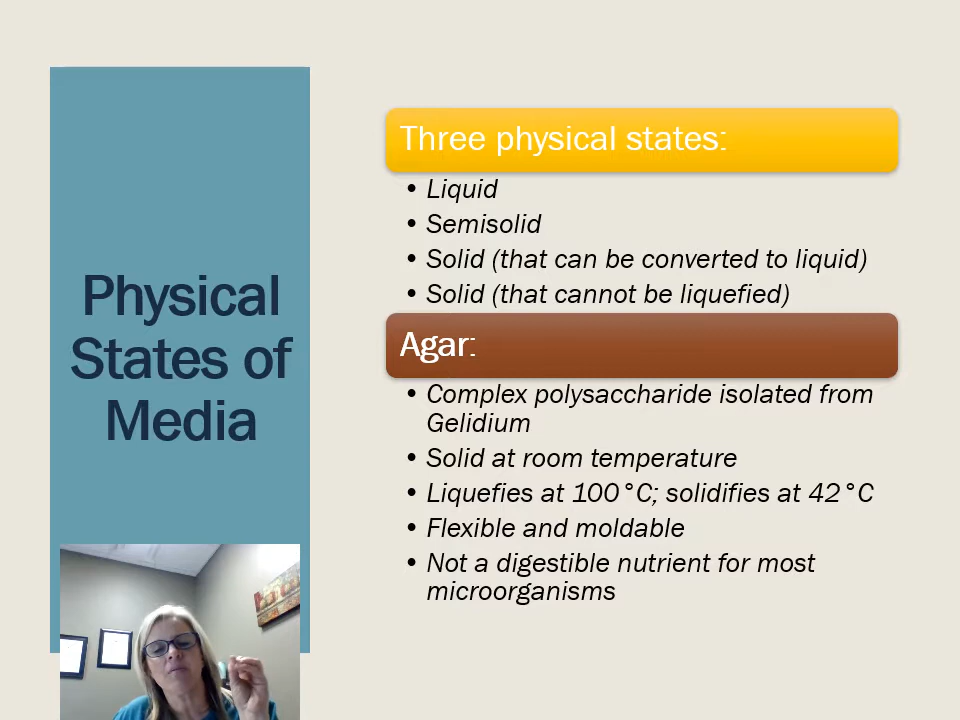 Physical
States of
Media
Three physical states:
• Liquid
• Semisolid
• Solid (that can be converted to liquid)
• Solid (that cannot be liquefied)
Agar:
• Complex polysaccharide isolated from
Gelidium
• Solid at room temperature
• Liquefies at 100°C; solidifies at 42°C
• Flexible and moldable
• Not a digestible nutrient for most
microorganisms